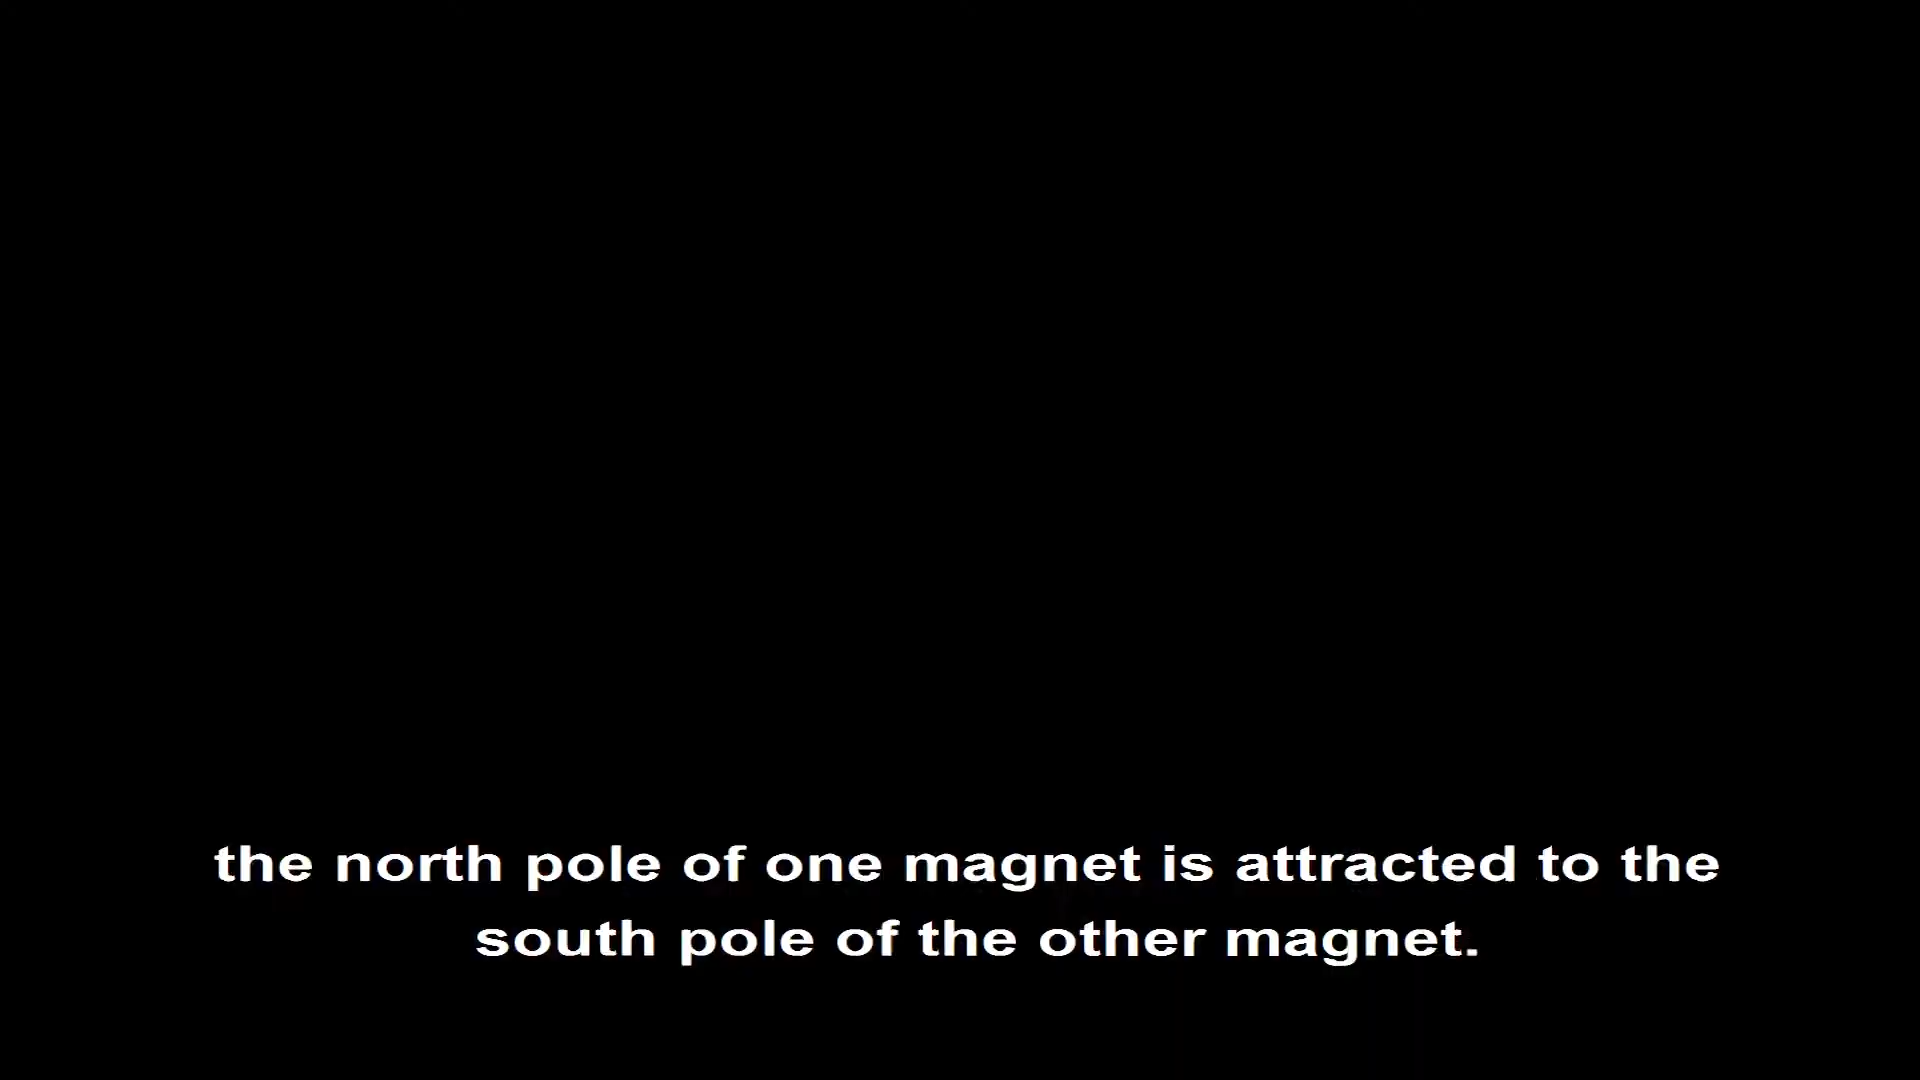 the north pole of one magnet is attracted to the
south pole of the other magnet.